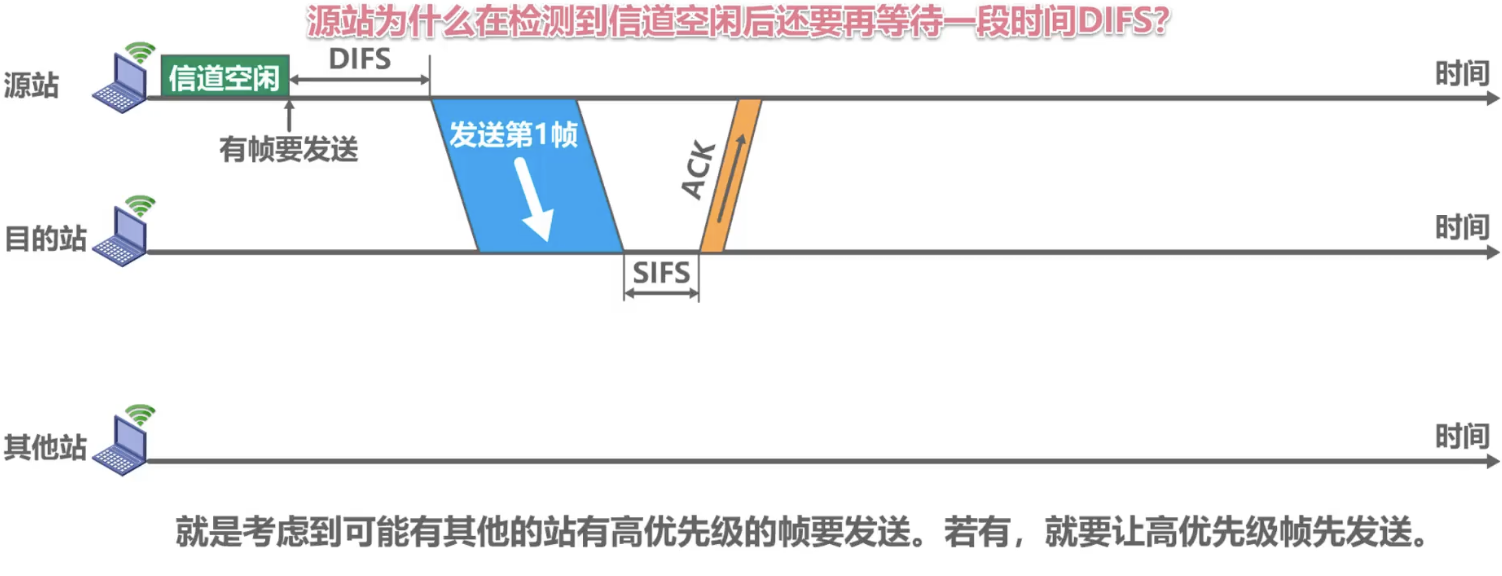 源站为什么在检测到信道空闲后还要再等待一段时间DIFS?
源站
信道空闲
DIFS
时间
有帧要发送
发送第1帧
ACK
目的站
时间
SIFS
其他站
时间
就是考虑到可能有其他的站有高优先级的帧要发送。若有，就要让高优先级帧先发送。